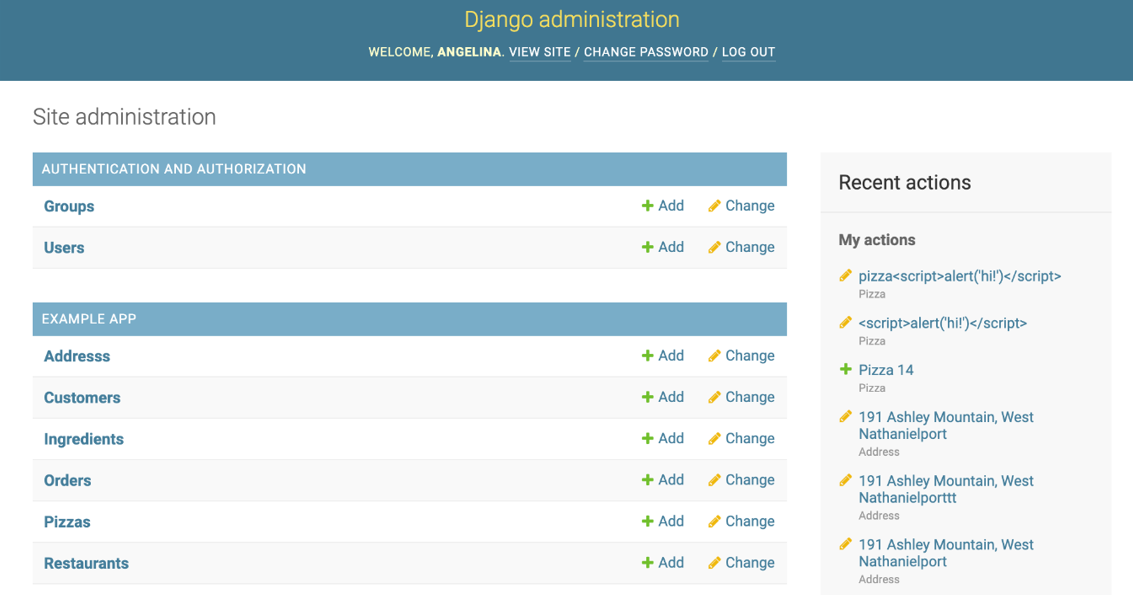 Django administration
WELCOME, ANGELINA. VIEW SITE / CHANGE PASSWORD / LOG OUT
Site administration
AUTHENTICATION AND AUTHORIZATION
Groups Add Change
Users Add Change
EXAMPLE APP
Addresss Add Change
Customers Add Change
Ingredients Add Change
Orders Add Change
Pizzas Add Change
Restaurants Add Change
Recent actions
My actions
pizza<script>alert('hi!')</script>
Pizza
<script>alert('hi!')</script>
Pizza
Pizza 14
Pizza
191 Ashley Mountain, West
Nathanielport
Address
191 Ashley Mountain, West
Nathanielporttt
Address
191 Ashley Mountain, West
Nathanielport
Address